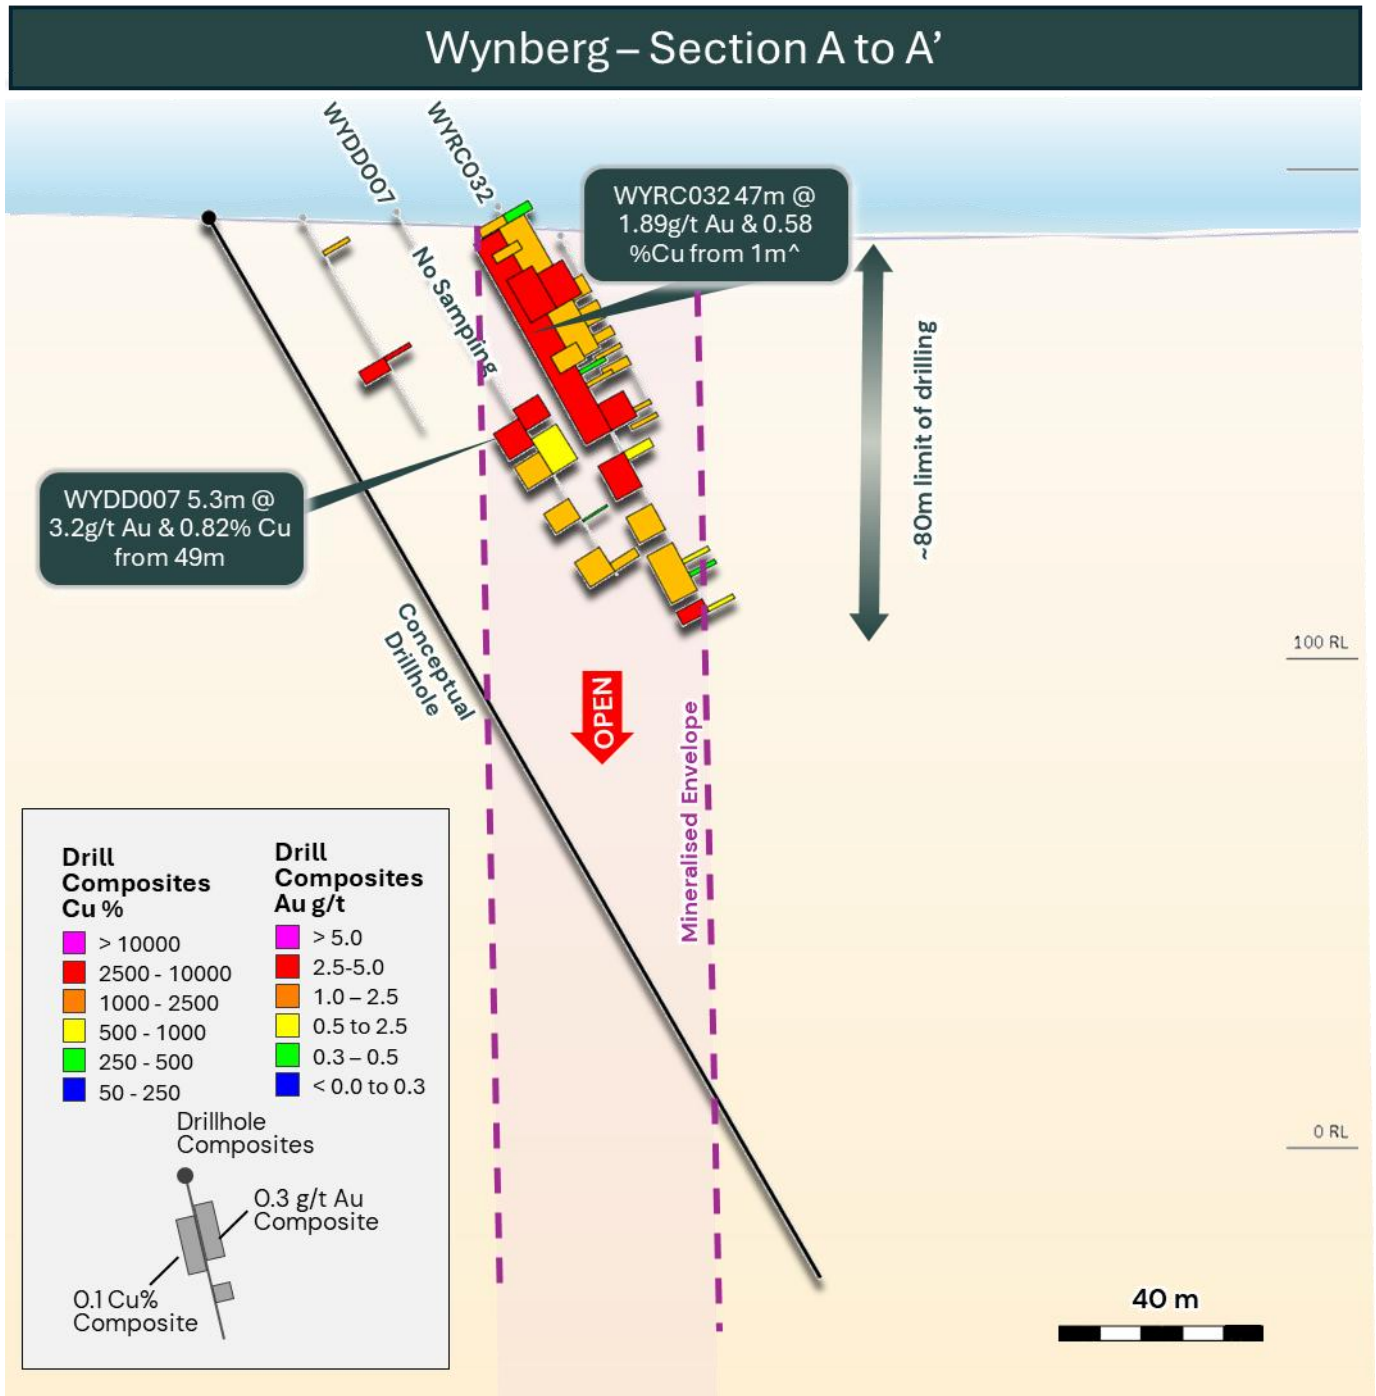 Wynberg – Section A to A’
WYDD007
WYRC032
WYRC032 47m @
1.89g/t Au & 0.58
%Cu from 1m^
No Sampling
~80m limit of drilling
WYDD007 5.3m @
3.2g/t Au & 0.82% Cu
from 49m
Conceptual
Drillhole
100 RL
OPEN
Mineralised Envelope
Drill
Composites
Cu %
> 10000
2500 - 10000
1000 - 2500
500 - 1000
250 - 500
50 - 250
Drill
Composites
Au g/t
> 5.0
2.5-5.0
1.0 – 2.5
0.5 to 2.5
0.3 – 0.5
< 0.0 to 0.3
Drillhole
Composites
0.3 g/t Au
Composite
0.1 Cu%
Composite
0 RL
40 m